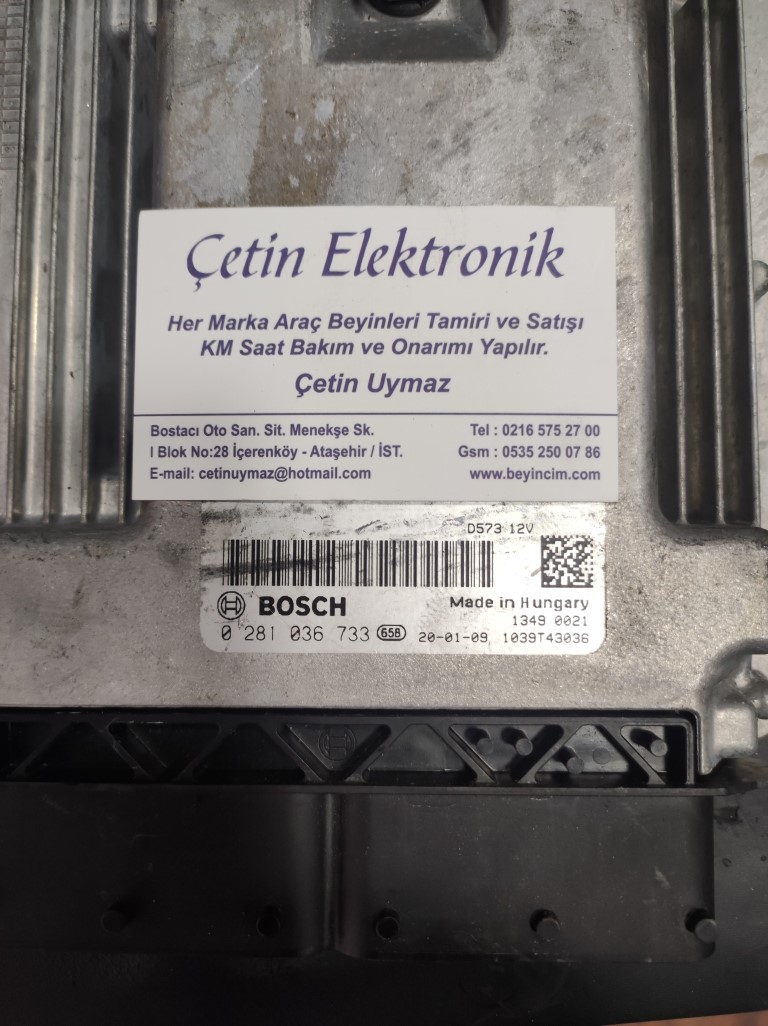 Çetin Elektronik
Her Marka Araç Beyinleri Tamiri ve Satışı
KM Saat Bakım ve Onarımı Yapılır.
Çetin Uymaz
Bostacı Oto San. Sit. Menekşe Sk.
I Blok No:28 İçerenköy - Ataşehir / İST.
E-mail: cetinuymaz@hotmail.com
Tel : 0216 575 27 00
Gsm : 0535 250 07 86
www.beyincim.com
D573 12V
BOSCH
Made in Hungary
1349 0021
0 281 036 733 65B 20-01-09 1039T43036